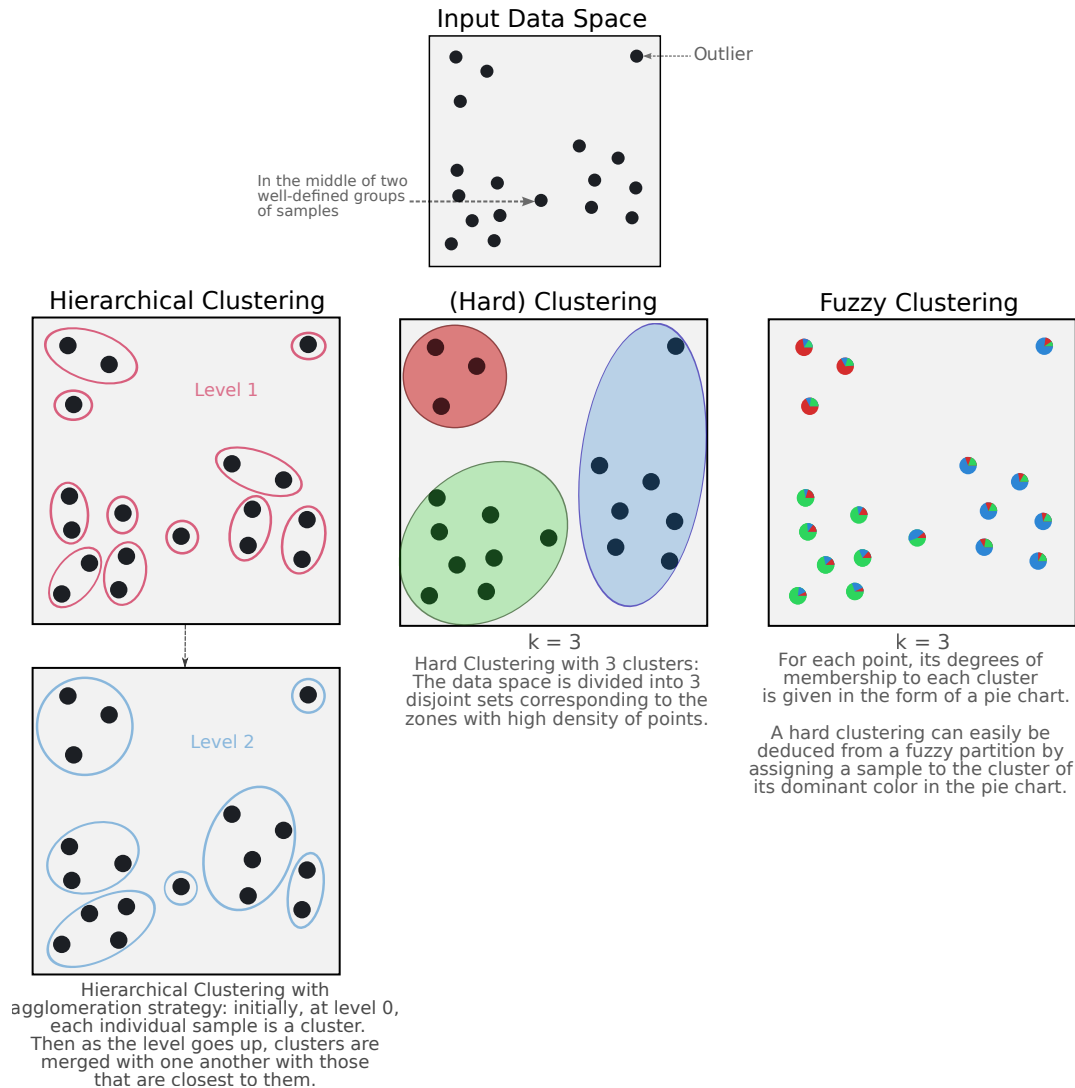 Input Data Space
Outlier
In the middle of two
well-defined groups
of samples
Hierarchical Clustering
Level 1
Level 2
Hierarchical Clustering with
agglomeration strategy: initially, at level 0,
each individual sample is a cluster.
Then as the level goes up, clusters are
merged with one another with those
that are closest to them.
(Hard) Clustering
k = 3
Hard Clustering with 3 clusters:
The data space is divided into 3
disjoint sets corresponding to the
zones with high density of points.
Fuzzy Clustering
k = 3
For each point, its degrees of
membership to each cluster
is given in the form of a pie chart.
A hard clustering can easily be
deduced from a fuzzy partition by
assigning a sample to the cluster of
its dominant color in the pie chart.